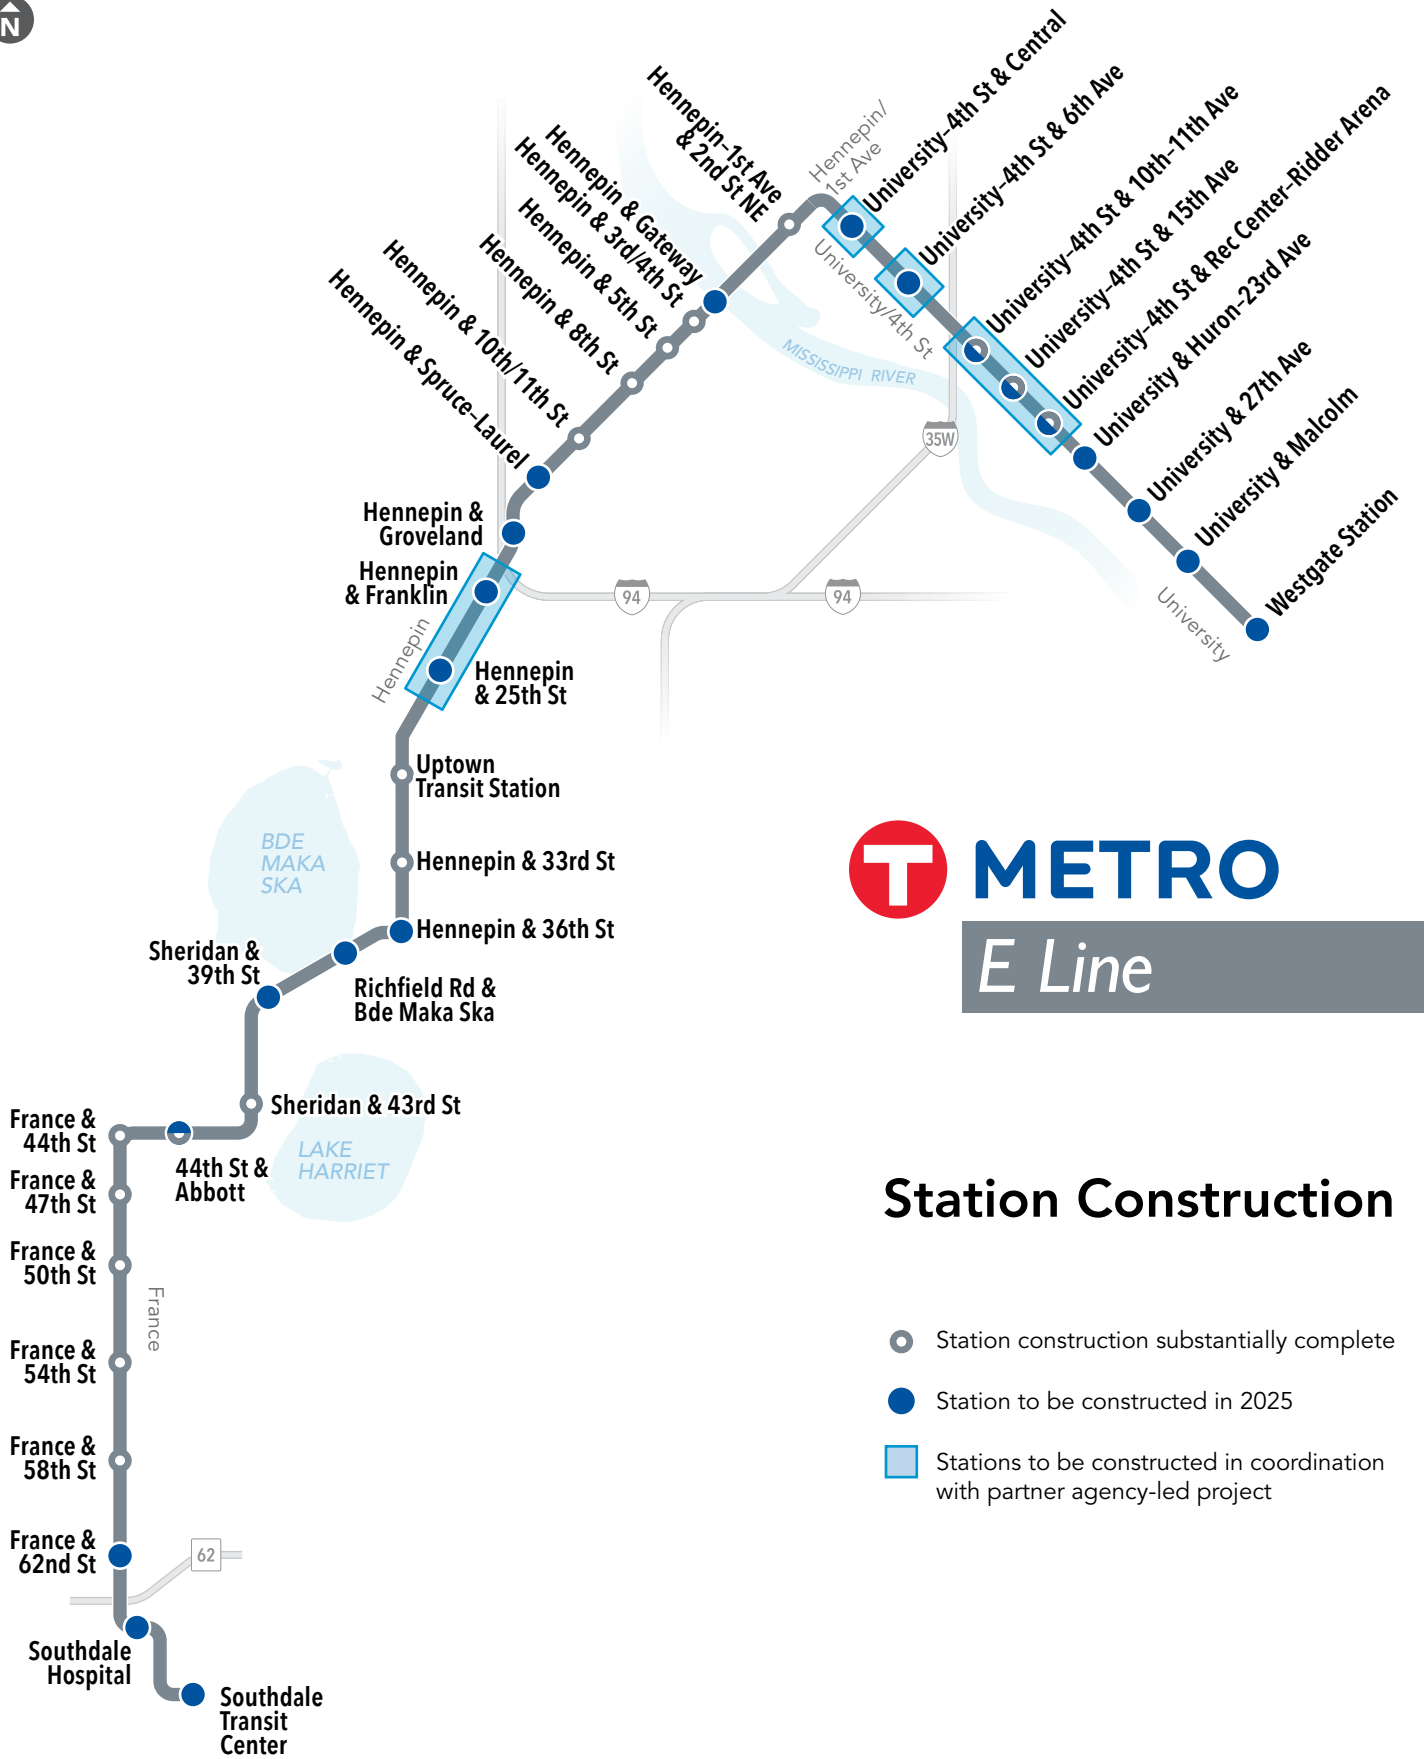 N
Hennepin–1st Ave
& 2nd St NE
Hennepin & Gateway
Hennepin & 3rd/4th St
Hennepin & 5th St
Hennepin & 8th St
Hennepin & 10th/11th St
Hennepin & Spruce–Laurel
Hennepin/
1st Ave
University–4th St & Central
University–4th St & 6th Ave
University–4th St & 10th–11th Ave
University–4th St & 15th Ave
University–4th St & Rec Center–Ridder Arena
University & Huron–23rd Ave
University & 27th Ave
University & Malcolm
Westgate Station
University/4th St
MISSISSIPPI RIVER
35W
94
94
University
Hennepin &
Groveland
Hennepin
& Franklin
Hennepin
Hennepin
& 25th St
Uptown
Transit Station
BDE
MAKA
SKA
Hennepin & 33rd St
Hennepin & 36th St
Sheridan &
39th St
Richfield Rd &
Bde Maka Ska
T METRO
E Line
Sheridan & 43rd St
LAKE
HARRIET
France &
44th St
44th St &
Abbott
France &
47th St
France &
50th St
France
France &
54th St
France &
58th St
France &
62nd St
62
Southdale
Hospital
Southdale
Transit
Center
Station Construction
Station construction substantially complete
Station to be constructed in 2025
Stations to be constructed in coordination
with partner agency-led project